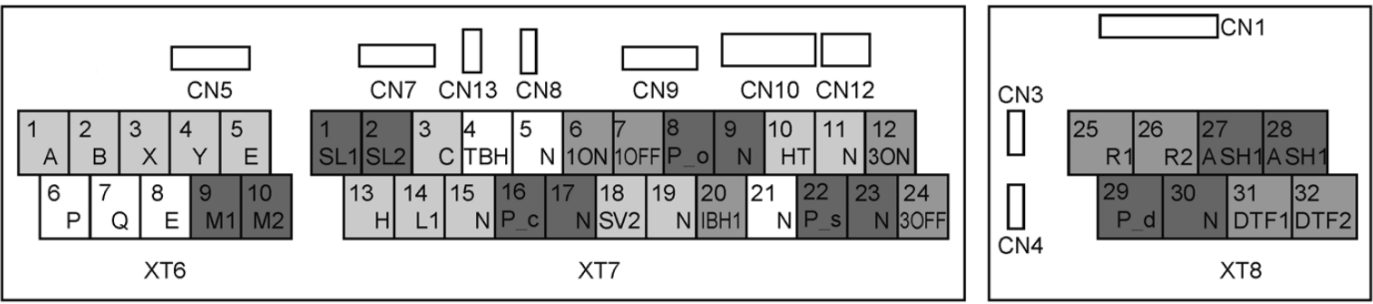 CN1
CN5 CN7 CN13 CN8 CN9 CN10 CN12 CN3
1 2 3 4 5 1 2 3 4 5 6 7 8 9 10 11 12 25 26 27 28
A B X Y E SL1 SL2 C TBH N 1ON 1OFF P_o N HT N 3ON R1 R2 A SH1 A SH1
6 7 8 9 10 13 14 15 16 17 18 19 20 21 22 23 24 29 30 31 32
P Q E M1 M2 H L1 N P_c N SV2 N IBH1 N P_s N 3OFF P_d N DTF1 DTF2
CN4
XT6 XT7 XT8